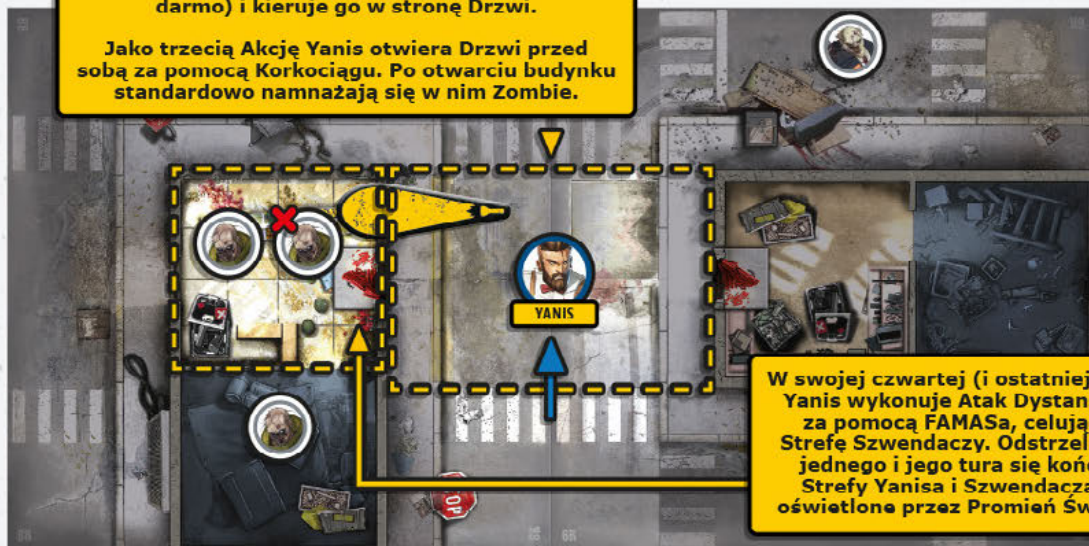 darmo) i kieruje go w stronę Drzwi.
Jako trzecią Akcję Yanis otwiera Drzwi przed
sobą za pomocą Korkociągu. Po otwarciu budynku
standardowo namnażają się w nim Zombie.
YANIS
W swojej czwartej (i ostatniej
Yanis wykonuje Atak Dystan
za pomocą FAMASa, celują
Strefę Szwendaczy. Odstrzel
jednego i jego tura się koń
Strefy Yanisa i Szwendacz
oświetlone przez Promień Św